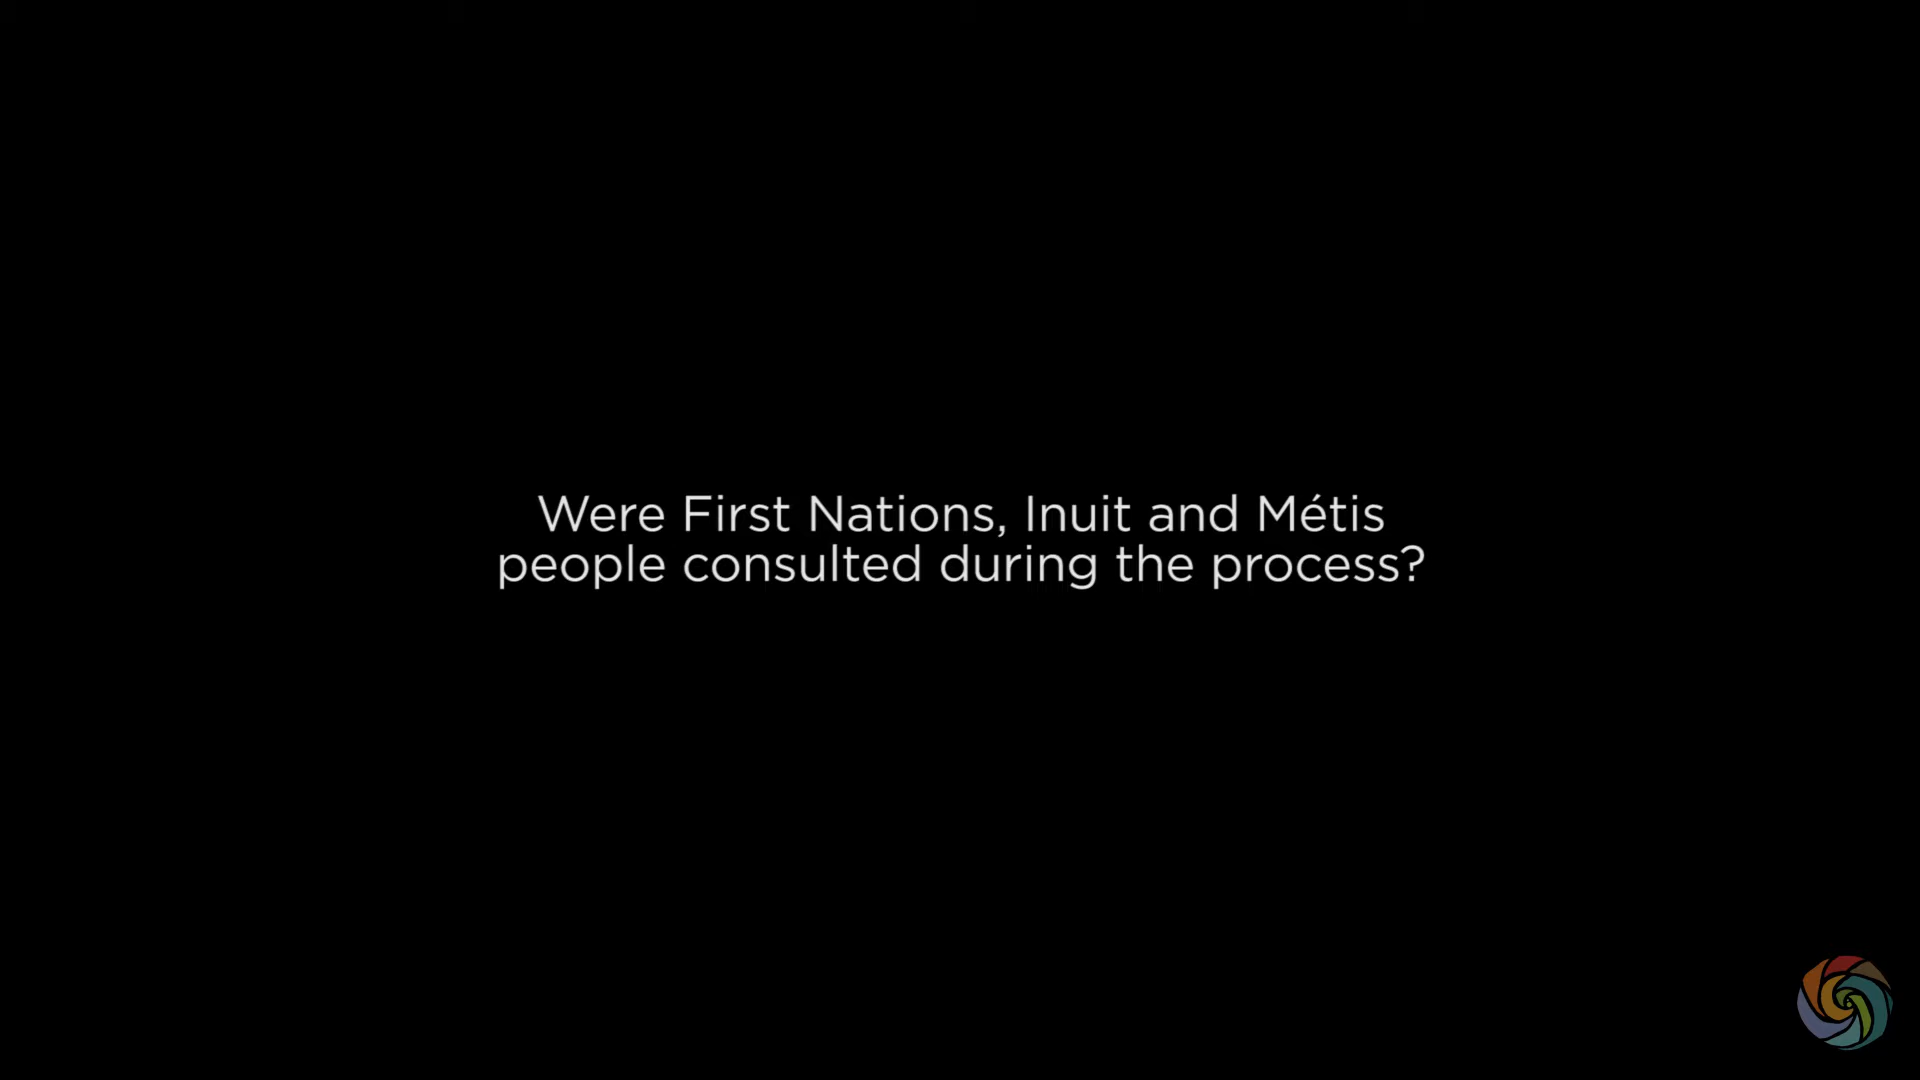 Were First Nations, Inuit and Métis
people consulted during the process?